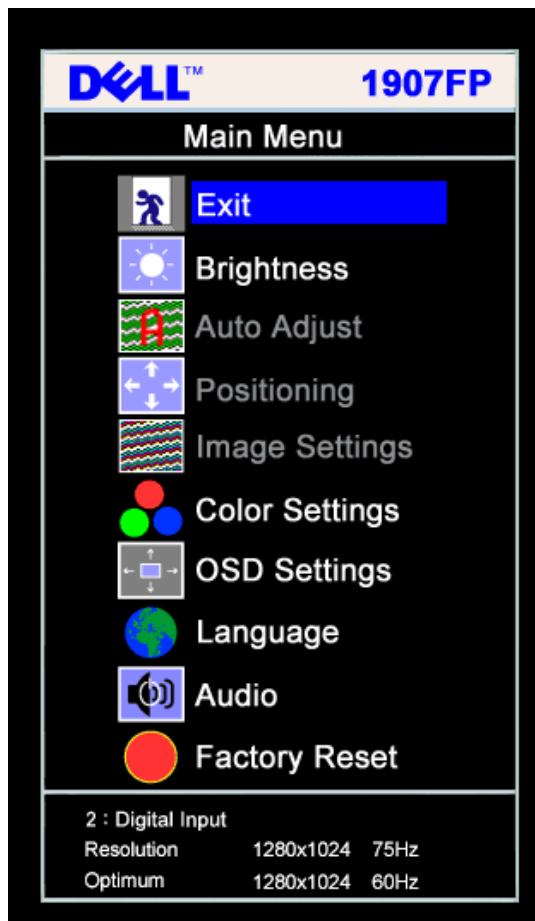 DELL™ 1907FP
Main Menu
Exit
Brightness
A
Auto Adjust
Positioning
Image Settings
Color Settings
OSD Settings
Language
Audio
Factory Reset
2 : Digital Input
Resolution 1280x1024 75Hz
Optimum 1280x1024 60Hz